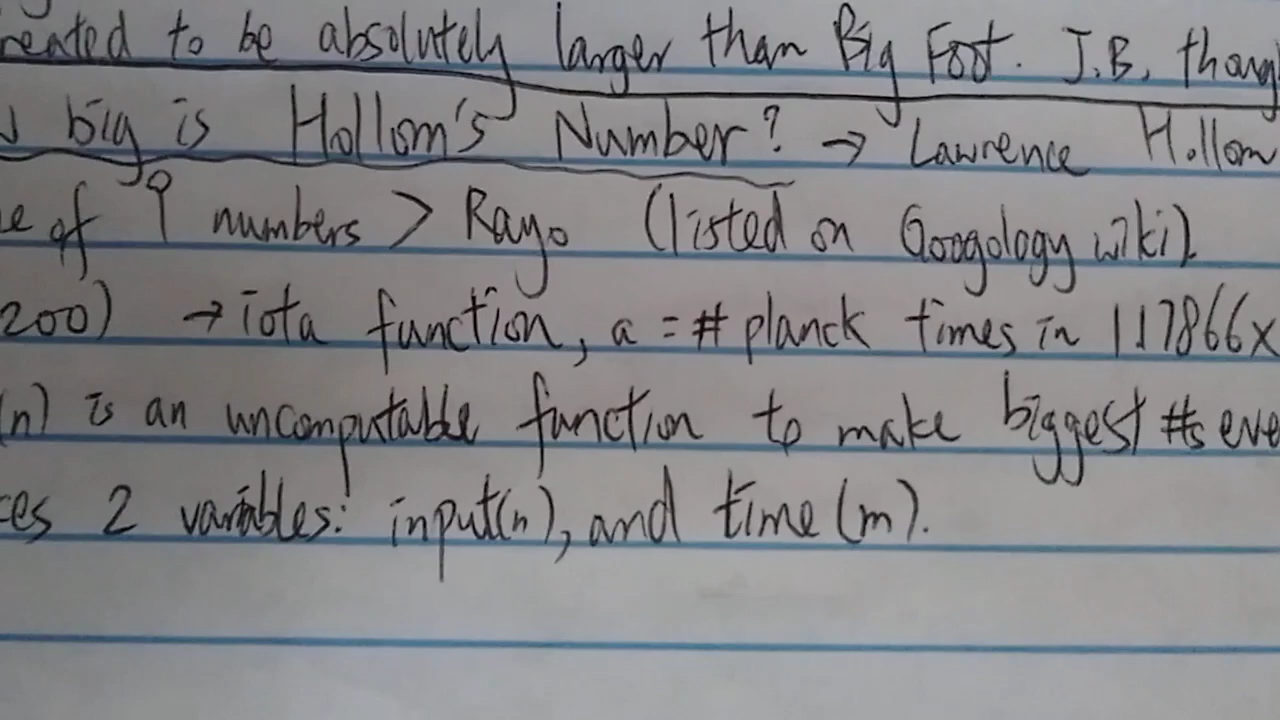 reated to be absolutely larger than Big Foot. J.B. thoug
big is Hollom's Number? → Lawrence Hollom
e of 9 numbers > Rayo (listed on Googology wiki).
200) → iota function, a = # planck times in 117866x
(n) is an uncomputable function to make biggest #s eve
es 2 variables: input(n), and time (m).